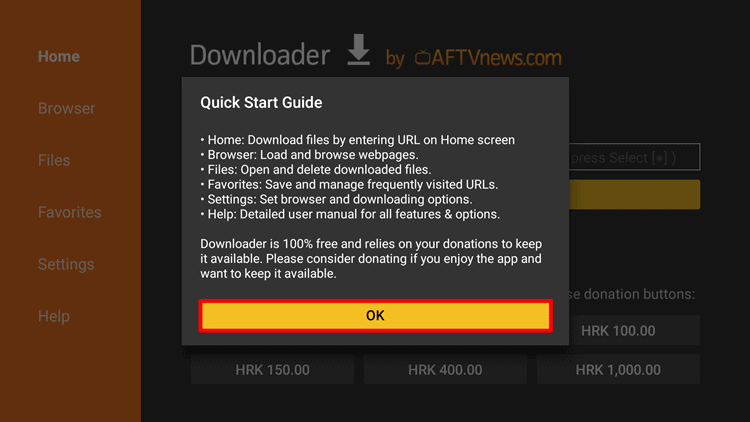 Home
Browser
Files
Favorites
Settings
Help
Downloader by AFTVnews.com
Quick Start Guide
• Home: Download files by entering URL on Home screen
• Browser: Load and browse webpages.
• Files: Open and delete downloaded files.
• Favorites: Save and manage frequently visited URLs.
• Settings: Set browser and downloading options.
• Help: Detailed user manual for all features & options.
Downloader is 100% free and relies on your donations to keep
it available. Please consider donating if you enjoy the app and
want to keep it available.
OK
press Select [●] )
se donation buttons:
HRK 100.00
HRK 150.00
HRK 400.00
HRK 1,000.00